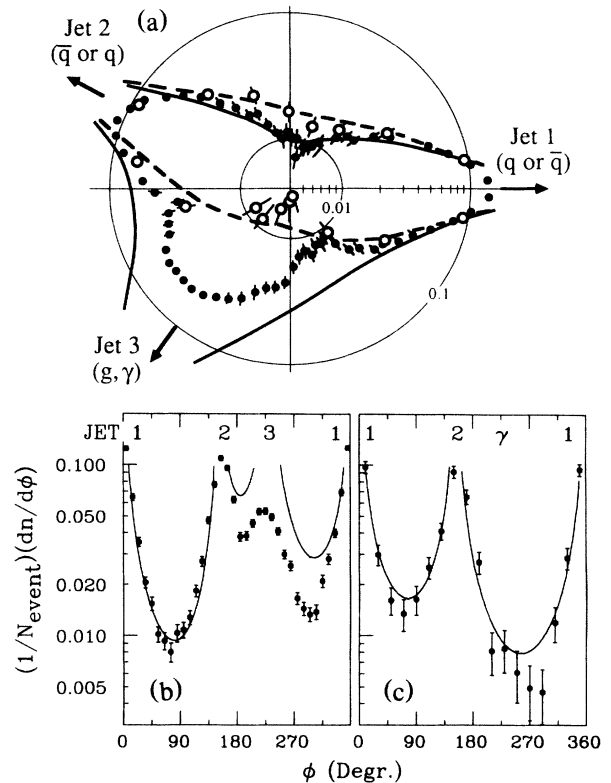 (a)
Jet 2
(q̅ or q)
Jet 1
(q or q̅)
0.01
0.1
Jet 3
(g, γ)
JET 1 2 3 1
1 2 γ 1
(1/N_event)(dn/dϕ)
0.100
0.050
0.020
0.010
0.005
(b)
(c)
0 90 180 270 0 90 180 270 360
ϕ (Degr.)